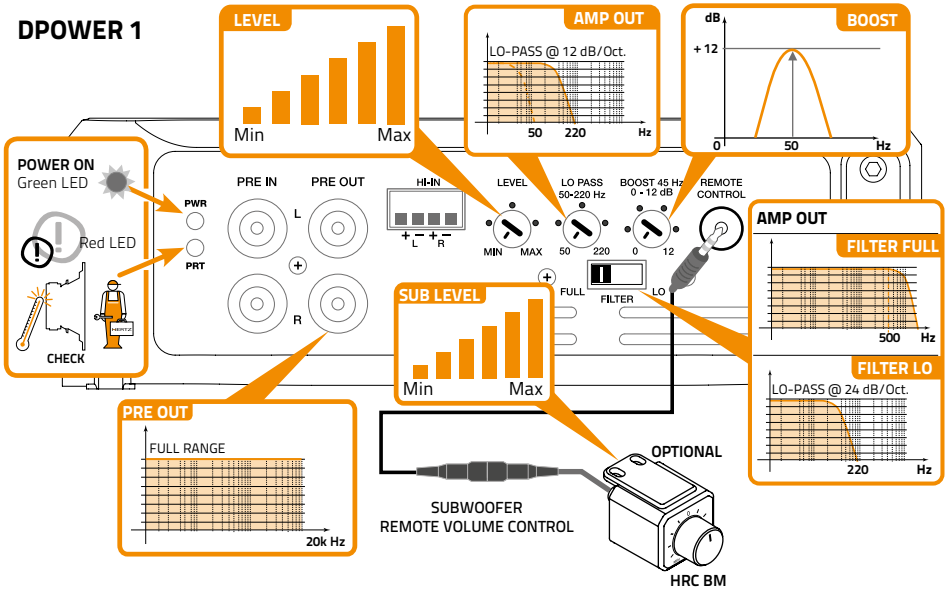 DPOWER 1
LEVEL
Min Max
AMP OUT
LO-PASS @ 12 dB/Oct.
50 220 Hz
BOOST
dB
+ 12
0 50 Hz
POWER ON
Green LED
Red LED
HERTZ
CHECK
PWR
PRT
PRE IN PRE OUT
L
R
HI-IN
+ L - + R -
LEVEL
MIN MAX
LO PASS
50-220 Hz
50 220
BOOST 45 Hz
0 - 12 dB
0 12
REMOTE
CONTROL
FULL LO
FILTER
AMP OUT
FILTER FULL
500 Hz
FILTER LO
LO-PASS @ 24 dB/Oct.
220 Hz
SUB LEVEL
Min Max
PRE OUT
FULL RANGE
20k Hz
SUBWOOFER
REMOTE VOLUME CONTROL
OPTIONAL
0
HRC BM